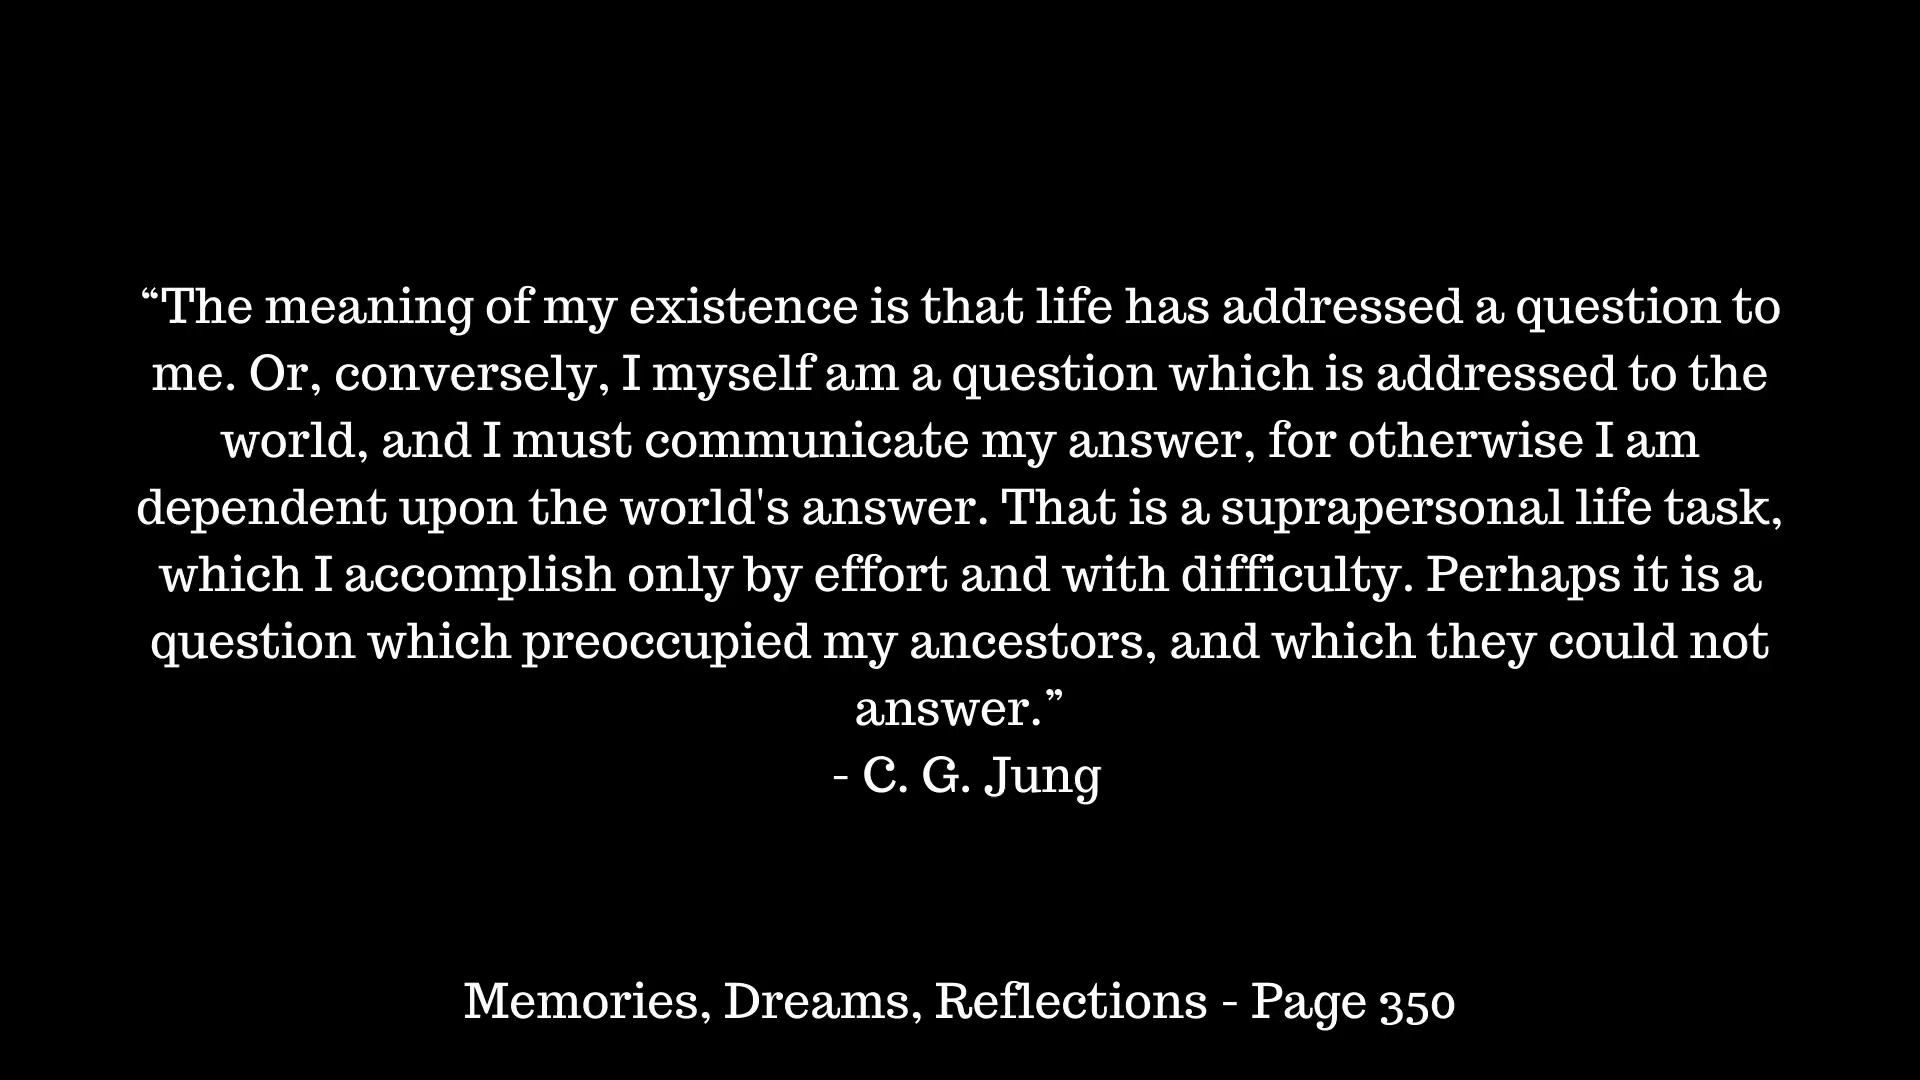 “The meaning of my existence is that life has addressed a question to
me. Or, conversely, I myself am a question which is addressed to the
world, and I must communicate my answer, for otherwise I am
dependent upon the world's answer. That is a suprapersonal life task,
which I accomplish only by effort and with difficulty. Perhaps it is a
question which preoccupied my ancestors, and which they could not
answer.”
- C. G. Jung
Memories, Dreams, Reflections - Page 350